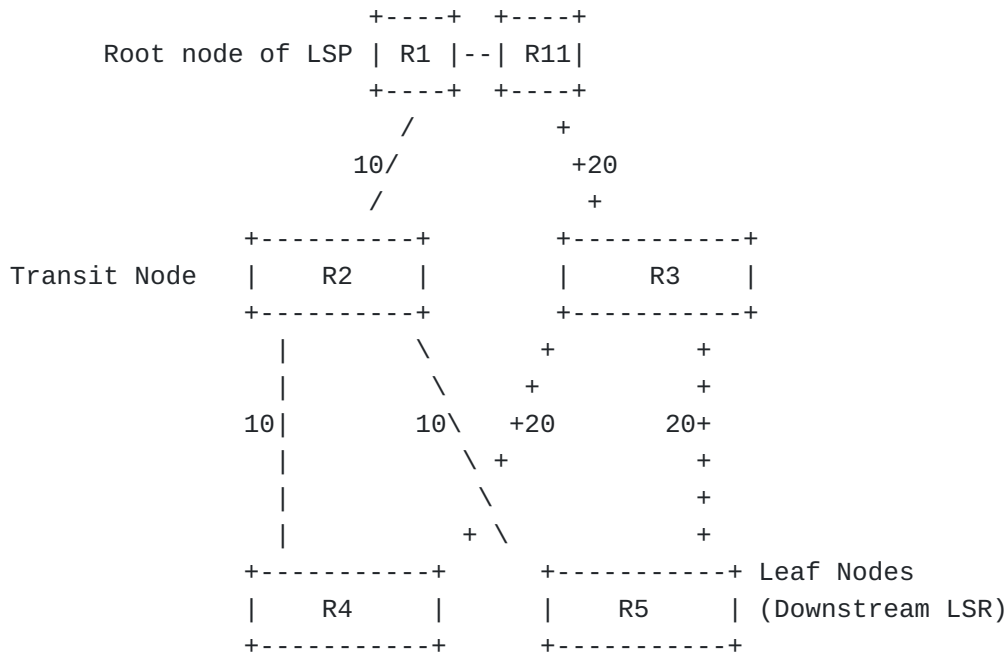 +----+  +----+
      Root node of LSP | R1 |--| R11|
                       +----+  +----+
                         /         +
                      10/           +20
                       /             +
               +----------+        +-----------+
Transit Node   |    R2    |        |     R3    |
               +----------+        +-----------+
                 |        \       +         +
                 |         \     +          +
               10|        10\   +20       20+
                 |           \ +            +
                 |            \             +
                 |           + \            +
               +-----------+      +-----------+ Leaf Nodes
               |    R4     |      |    R5     | (Downstream LSR)
               +-----------+      +-----------+